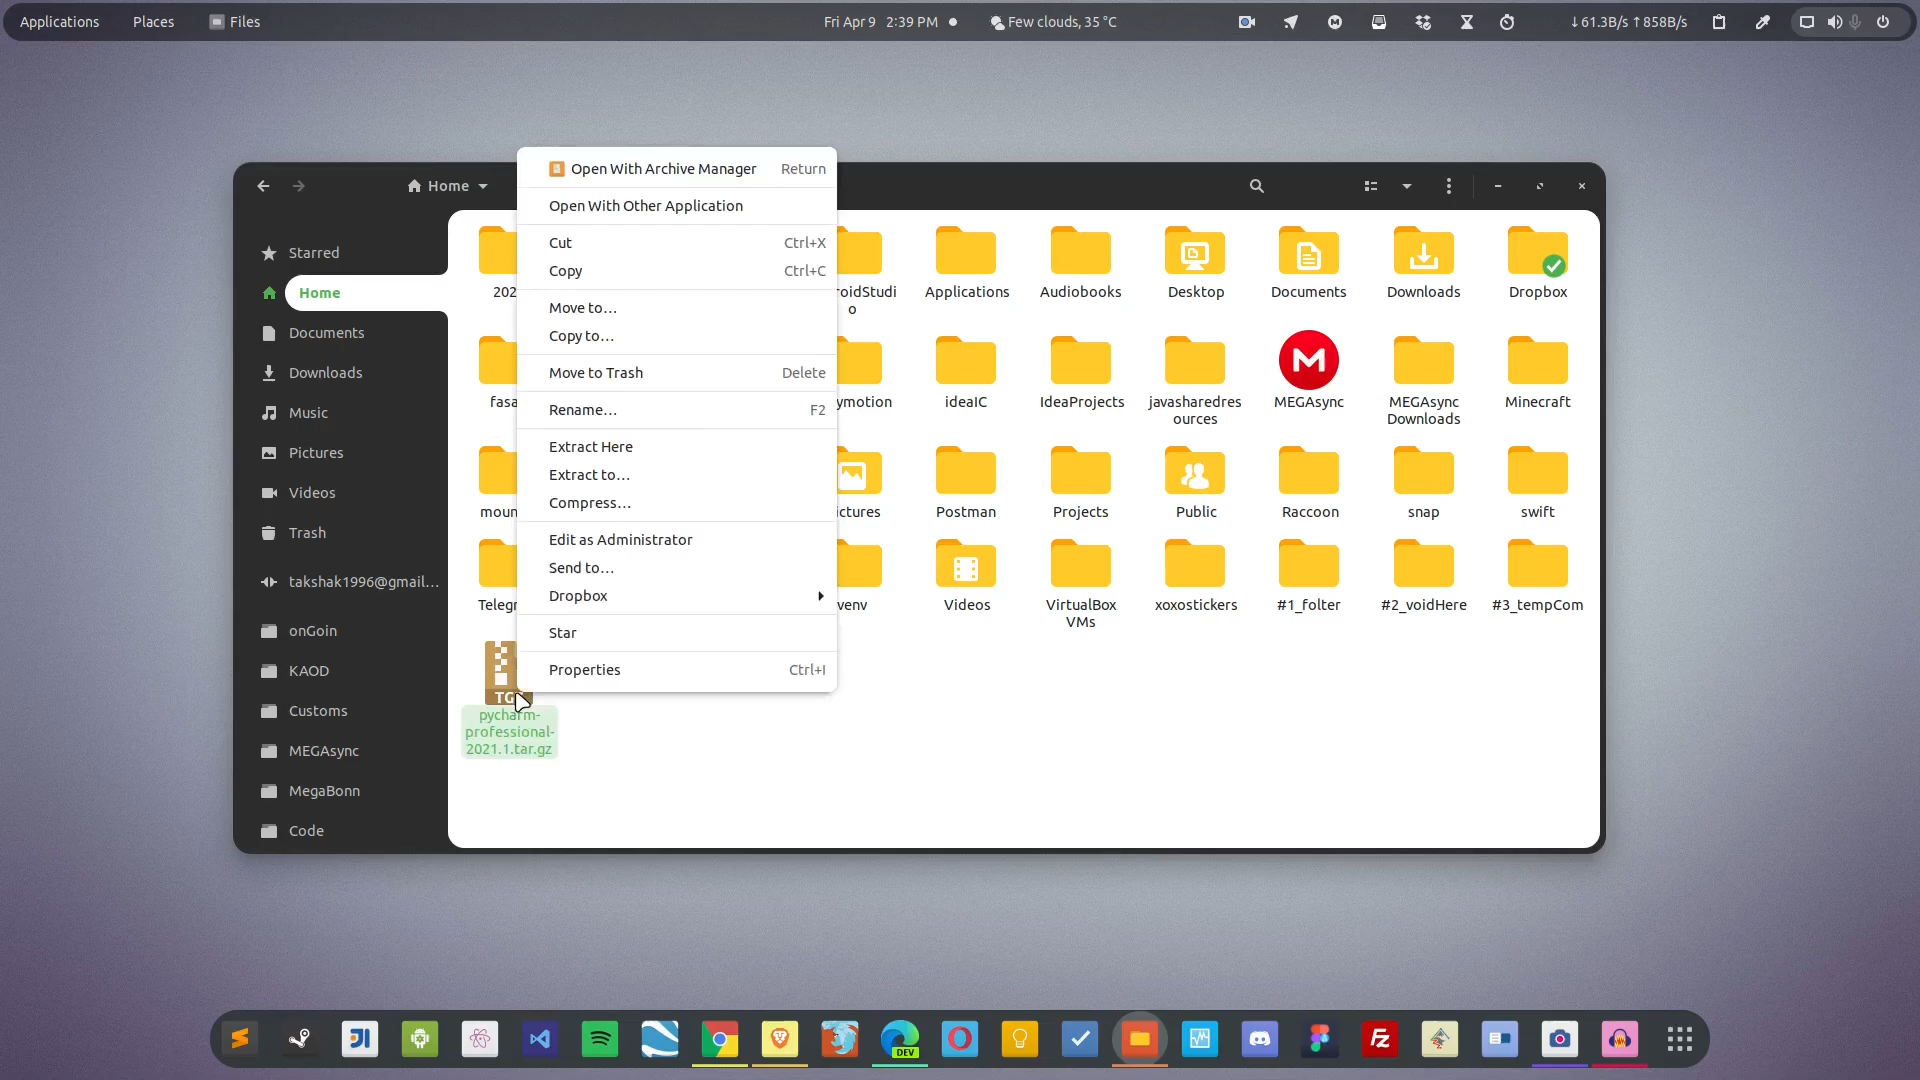 Applications Places Files Fri Apr 9 2:39 PM Few clouds, 35 °C ↓61.3B/s ↑858B/s
Home
Starred
Home
Documents
Downloads
Music
Pictures
Videos
Trash
takshak1996@gmail…
onGoin
KAOD
Customs
MEGAsync
MegaBonn
Code
Open With Archive Manager Return
Open With Other Application
Cut Ctrl+X
Copy Ctrl+C
Move to…
Copy to…
Move to Trash Delete
Rename… F2
Extract Here
Extract to…
Compress…
Edit as Administrator
Send to…
Dropbox
Star
Properties Ctrl+I
202 roidStudi Applications Audiobooks Desktop Documents Downloads Dropbox
o
fasa ymotion ideaIC IdeaProjects javasharedres MEGAsync MEGAsync Minecraft
ources Downloads
moun ictures Postman Projects Public Raccoon snap swift
Telegr venv Videos VirtualBox xoxostickers #1_folter #2_voidHere #3_tempCom
VMs
TG
pycharm-
professional-
2021.1.tar.gz
DEV